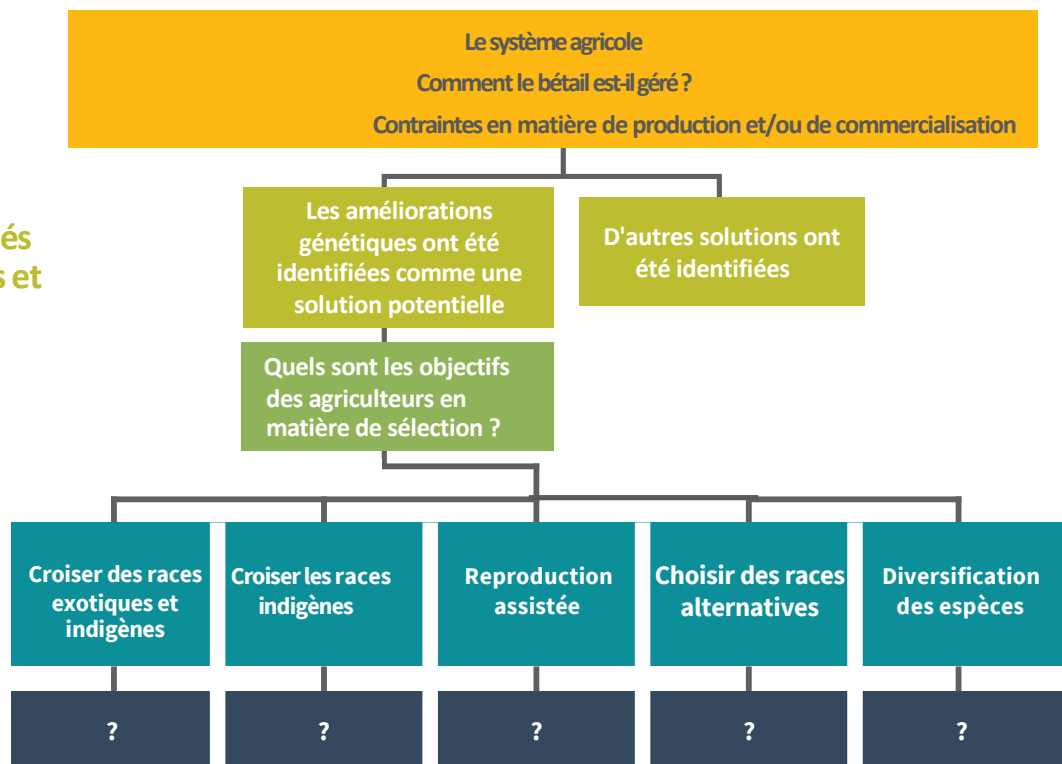 Le système agricole
Comment le bétail est-il géré ?
Contraintes en matière de production et/ou de commercialisation
és
s et
Les améliorations
génétiques ont été
identifiées comme une
solution potentielle
D'autres solutions ont
été identifiées
Quels sont les objectifs
des agriculteurs en
matière de sélection ?
Croiser des races
exotiques et
indigènes
Croiser les races
indigènes
Reproduction
assistée
Choisir des races
alternatives
Diversification
des espèces
?
?
?
?
?